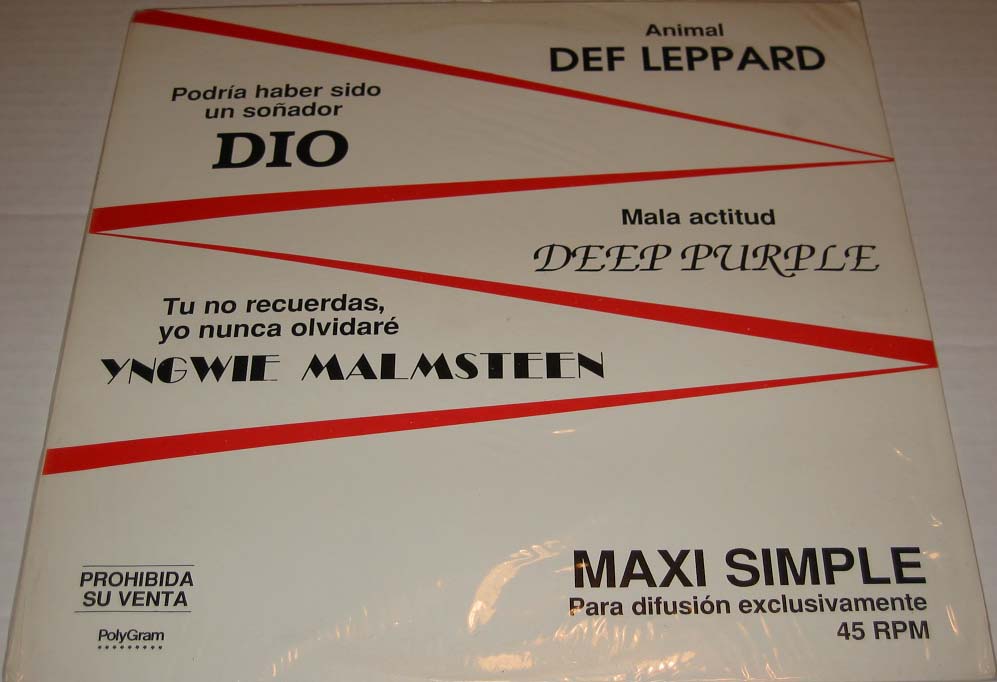 Animal
DEF LEPPARD
Podría haber sido
un soñador
DIO
Mala actitud
DEEP PURPLE
Tu no recuerdas,
yo nunca olvidaré
YNGWIE MALMSTEEN
PROHIBIDA
SU VENTA
PolyGram
MAXI SIMPLE
Para difusión exclusivamente
45 RPM